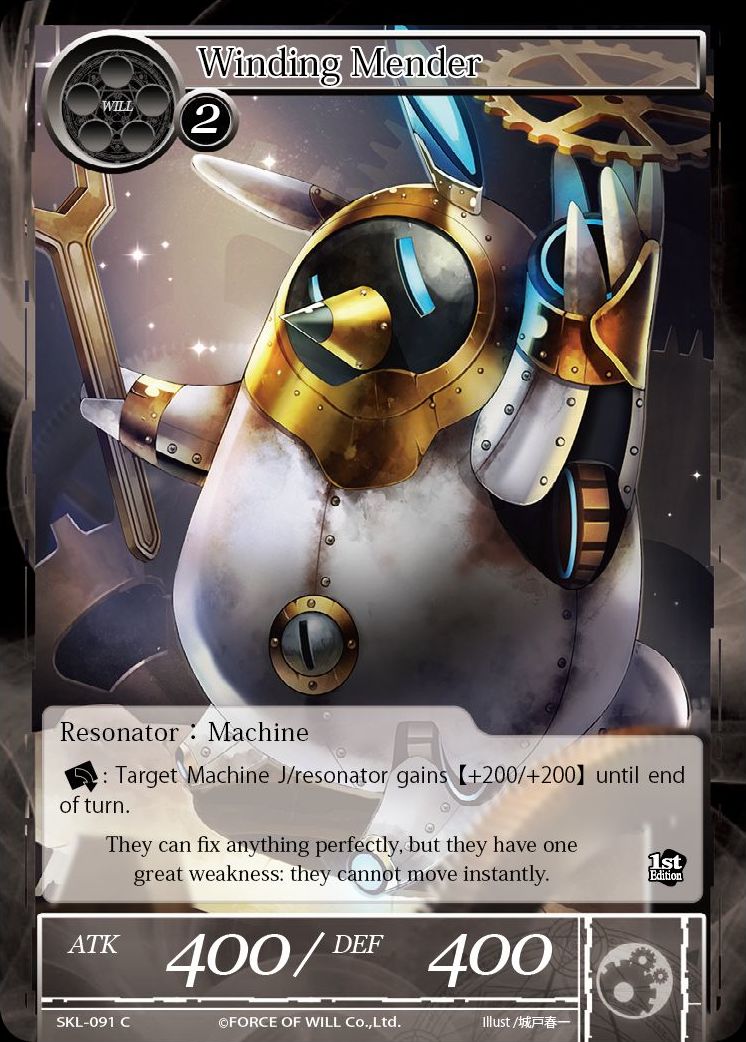 Winding Mender
WILL
2
Resonator : Machine
: Target Machine J/resonator gains 【+200/+200】 until end
of turn.
They can fix anything perfectly, but they have one
great weakness: they cannot move instantly.
1st
Edition
ATK 400 / DEF 400
SKL-091 C ©FORCE OF WILL Co.,Ltd. Illust /城戸春一